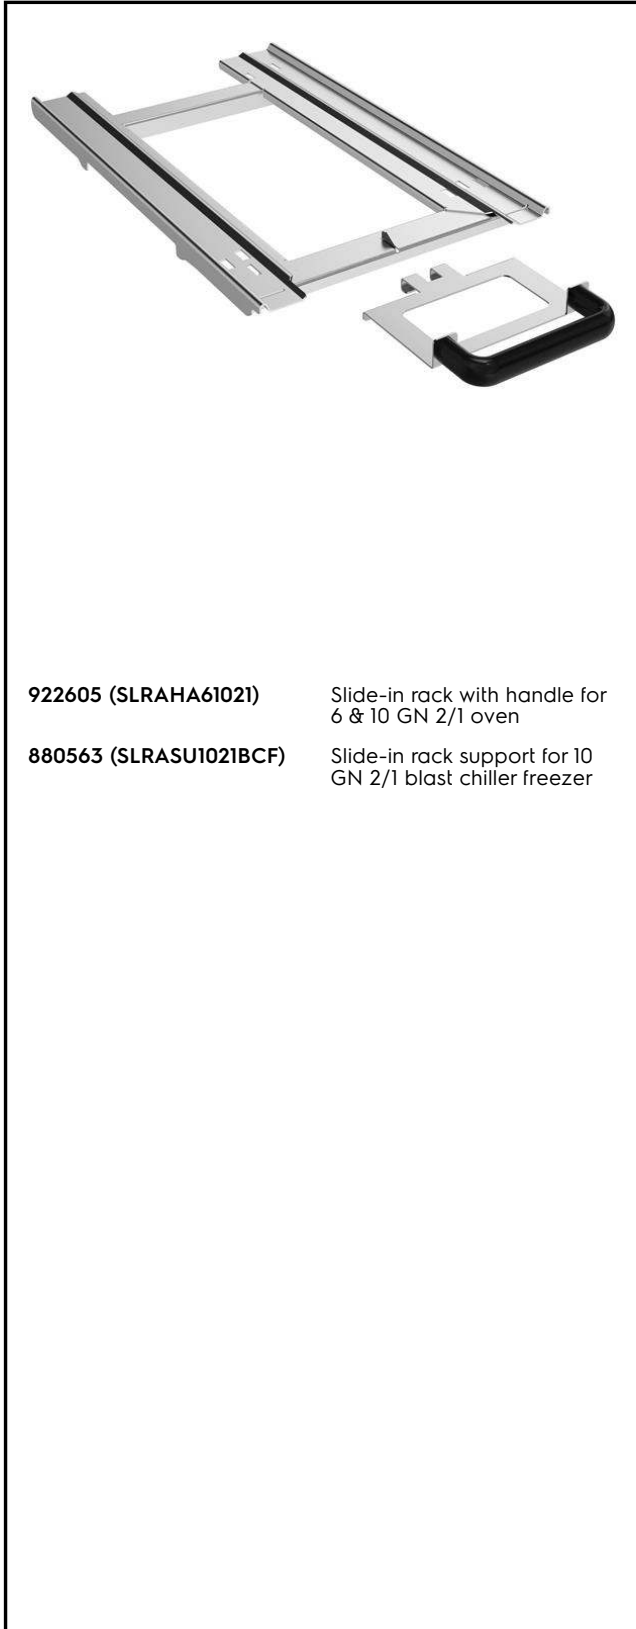 922605 (SLRAHA61021) Slide-in rack with handle for
6 & 10 GN 2/1 oven
880563 (SLRASU1021BCF) Slide-in rack support for 10
GN 2/1 blast chiller freezer